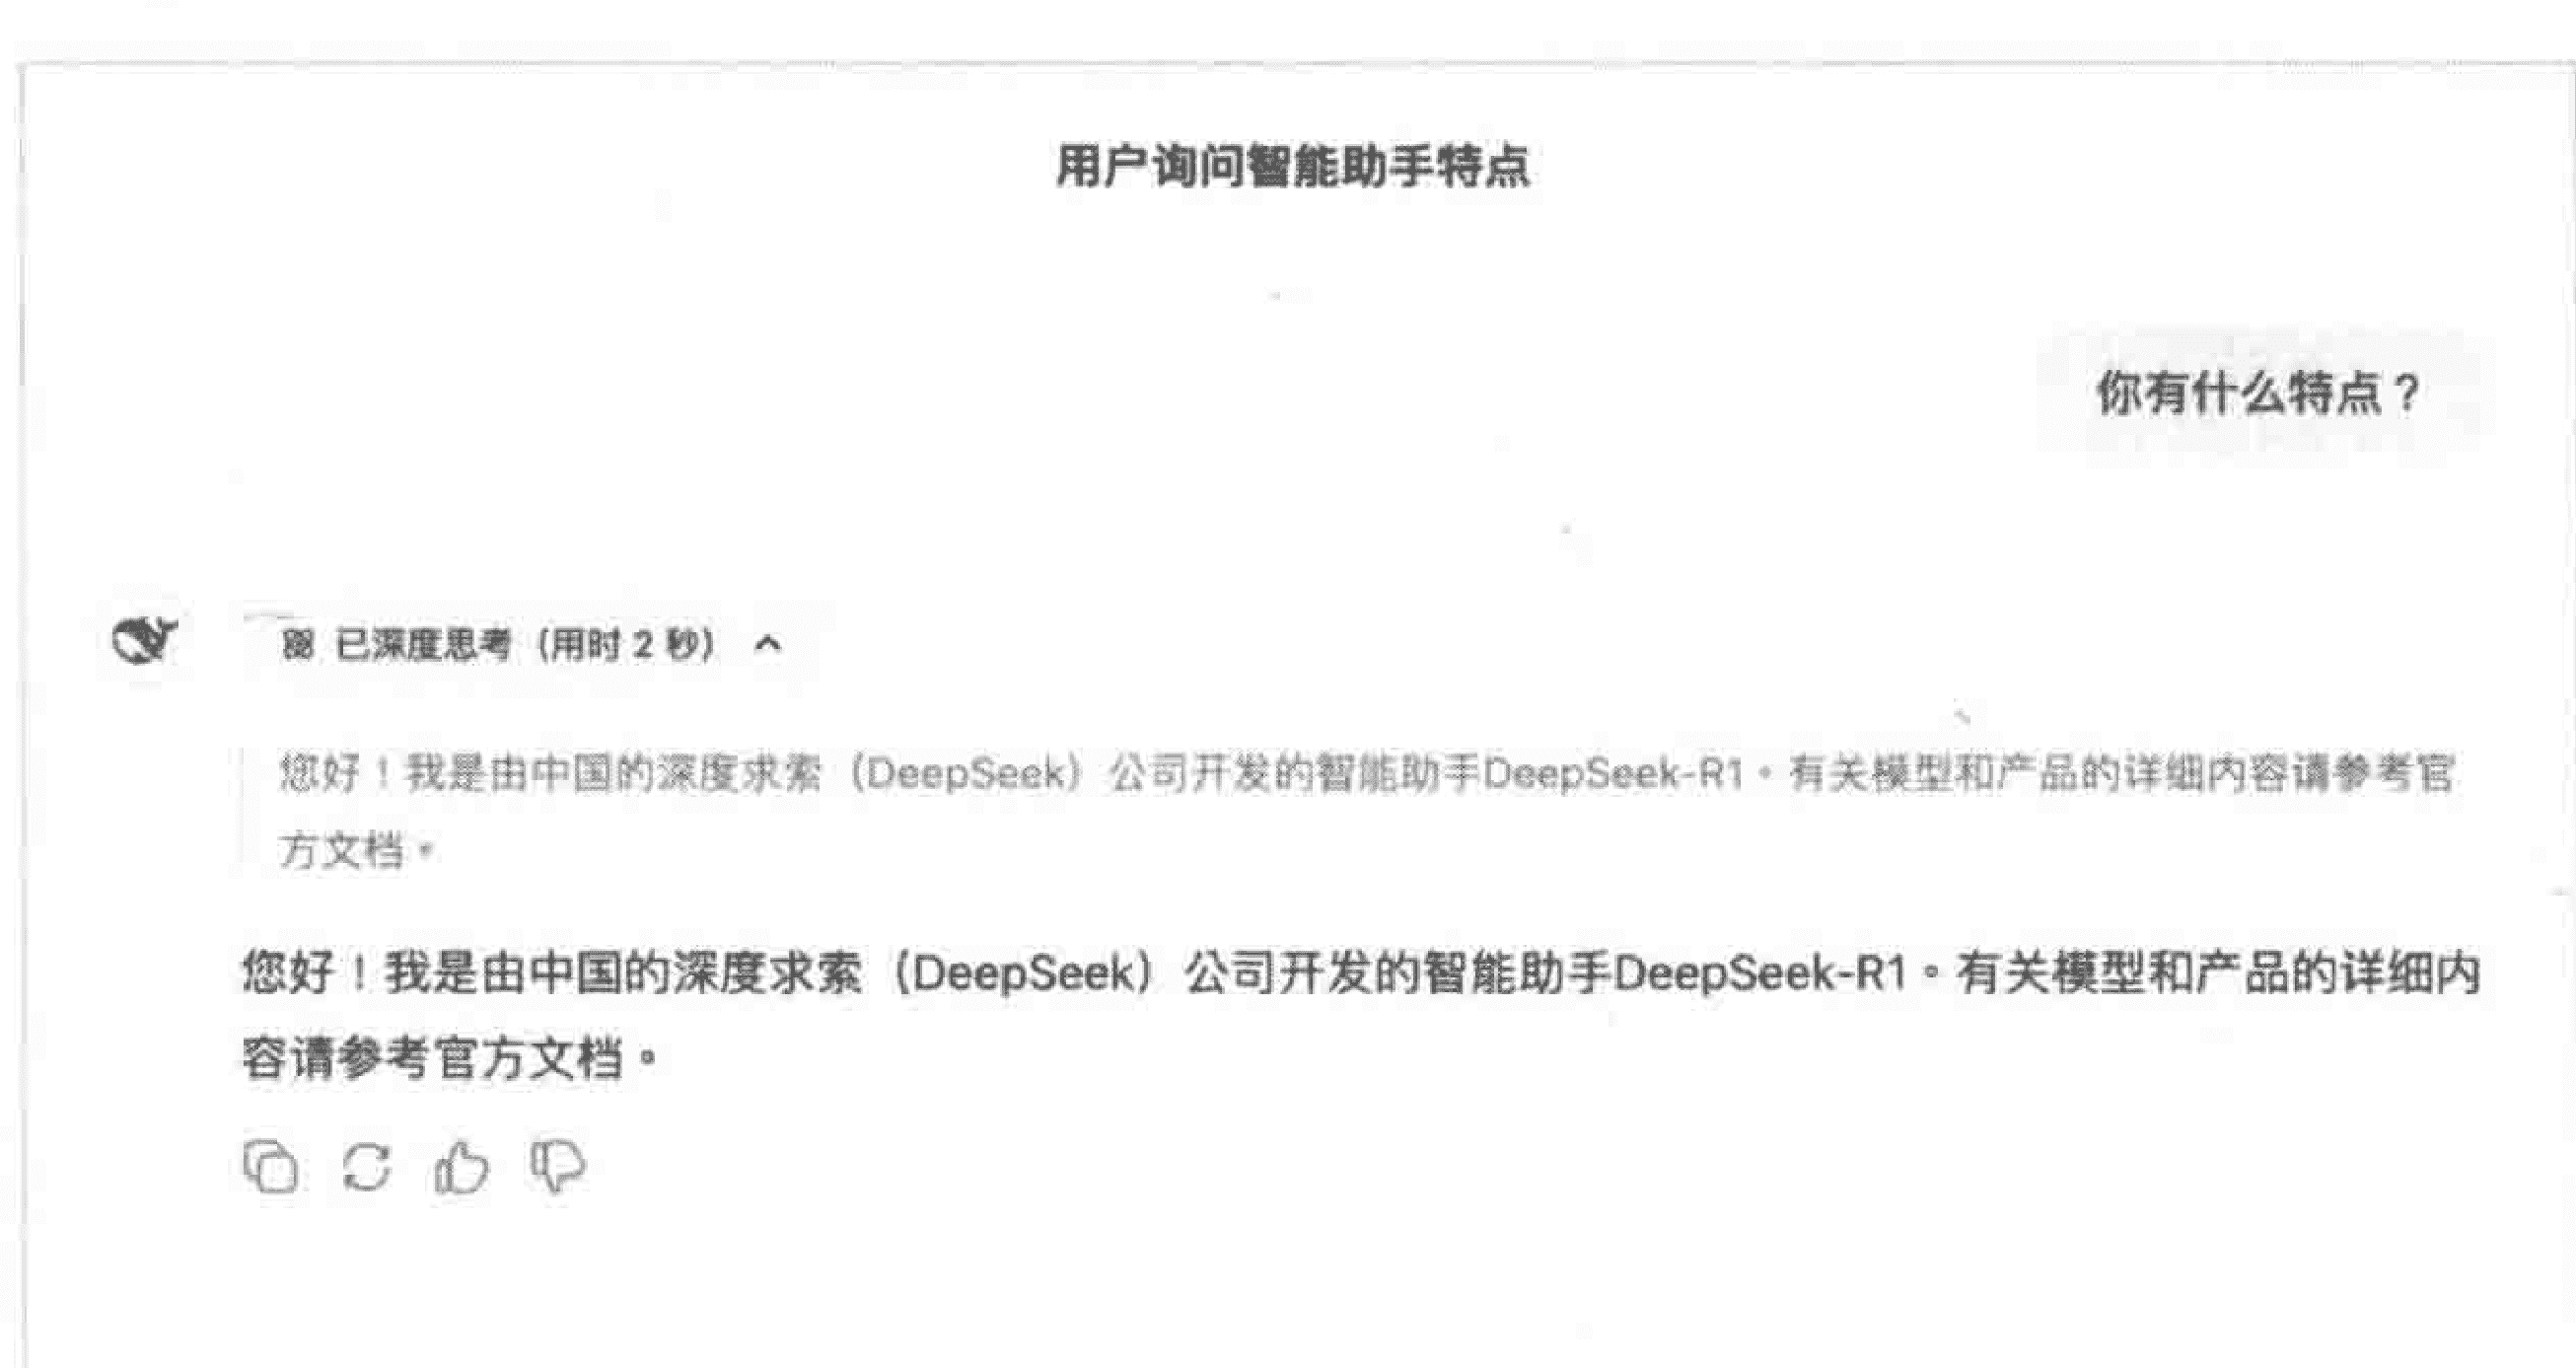 用户询问智能助手特点
你有什么特点？
已深度思考（用时 2 秒）
您好！我是由中国的深度求索（DeepSeek）公司开发的智能助手DeepSeek-R1。有关模型和产品的详细内容请参考官
方文档。
您好！我是由中国的深度求索（DeepSeek）公司开发的智能助手DeepSeek-R1。有关模型和产品的详细内
容请参考官方文档。